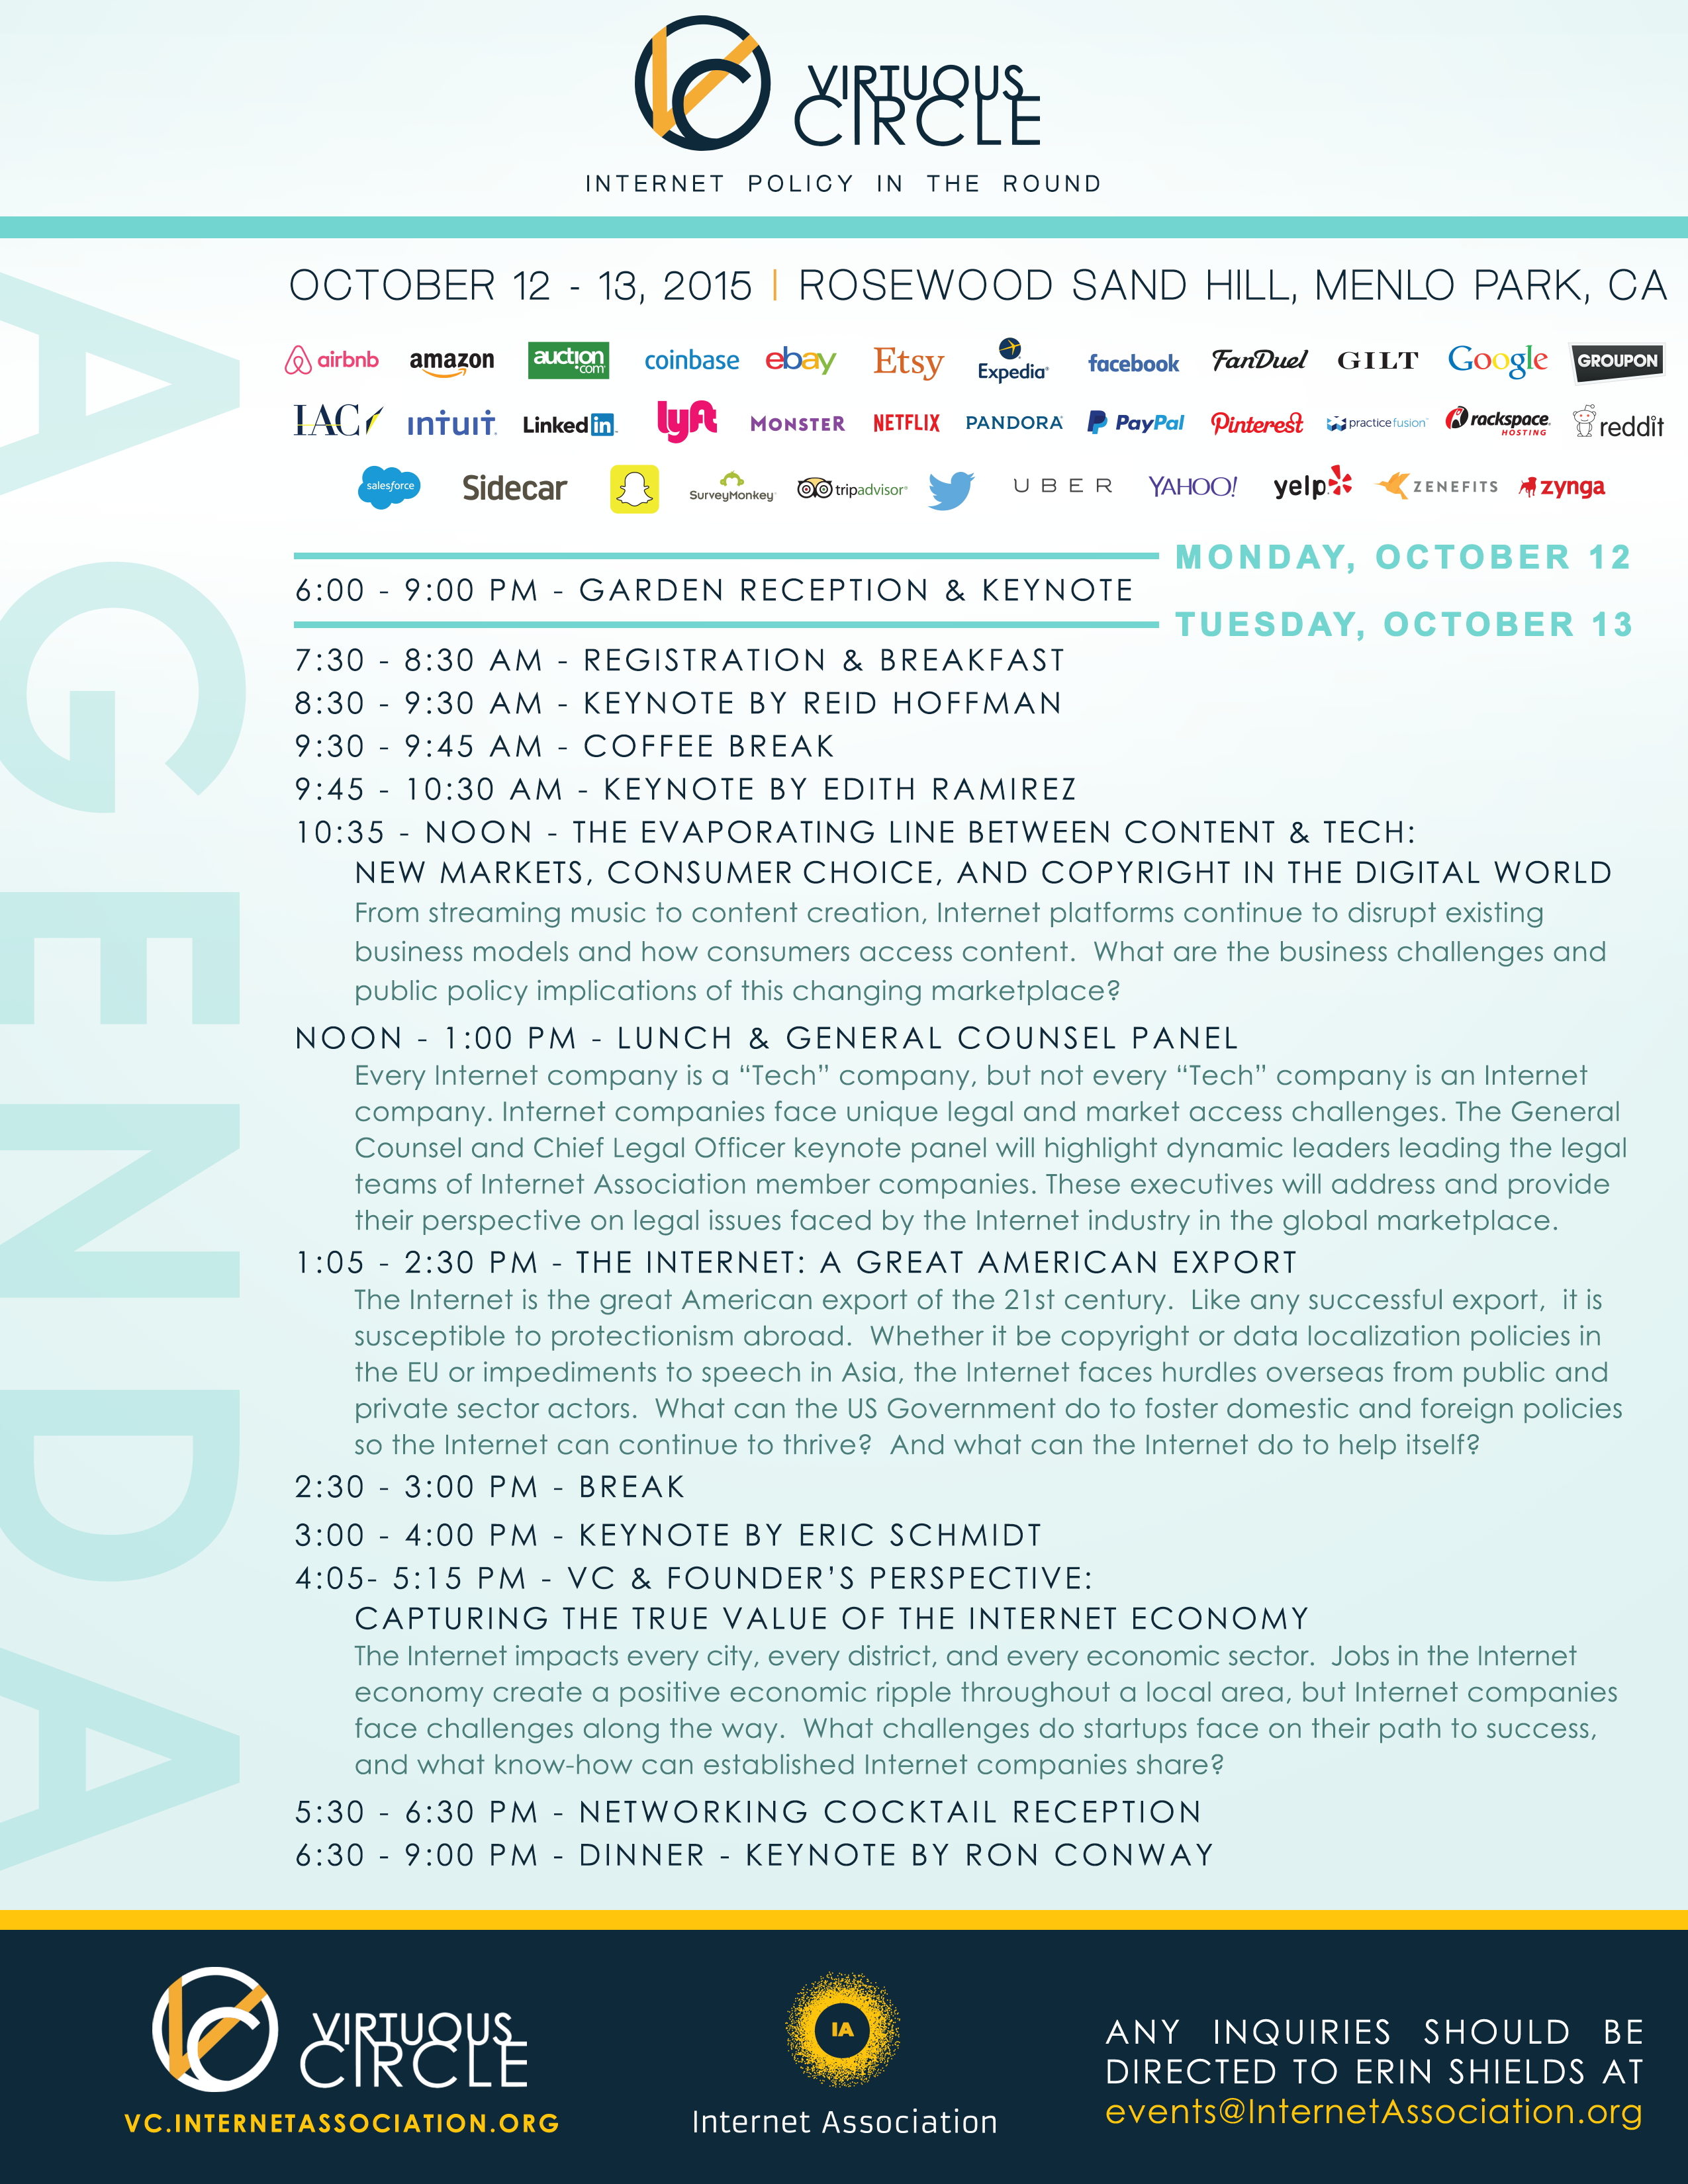 VIRTUOUS
CIRCLE
INTERNET POLICY IN THE ROUND
AGENDA
OCTOBER 12 - 13, 2015 | ROSEWOOD SAND HILL, MENLO PARK, CA
airbnb amazon auction.com coinbase ebay Etsy Expedia facebook FanDuel GILT Google GROUPON
IAC intuit LinkedIn lyft MONSTER NETFLIX PANDORA PayPal Pinterest practice fusion rackspace HOSTING reddit
salesforce Sidecar SurveyMonkey tripadvisor UBER YAHOO! yelp ZENEFITS zynga
MONDAY, OCTOBER 12
6:00 - 9:00 PM - GARDEN RECEPTION & KEYNOTE
TUESDAY, OCTOBER 13
7:30 - 8:30 AM - REGISTRATION & BREAKFAST
8:30 - 9:30 AM - KEYNOTE BY REID HOFFMAN
9:30 - 9:45 AM - COFFEE BREAK
9:45 - 10:30 AM - KEYNOTE BY EDITH RAMIREZ
10:35 - NOON - THE EVAPORATING LINE BETWEEN CONTENT & TECH:
NEW MARKETS, CONSUMER CHOICE, AND COPYRIGHT IN THE DIGITAL WORLD
From streaming music to content creation, Internet platforms continue to disrupt existing
business models and how consumers access content. What are the business challenges and
public policy implications of this changing marketplace?
NOON - 1:00 PM - LUNCH & GENERAL COUNSEL PANEL
Every Internet company is a “Tech” company, but not every “Tech” company is an Internet
company. Internet companies face unique legal and market access challenges. The General
Counsel and Chief Legal Officer keynote panel will highlight dynamic leaders leading the legal
teams of Internet Association member companies. These executives will address and provide
their perspective on legal issues faced by the Internet industry in the global marketplace.
1:05 - 2:30 PM - THE INTERNET: A GREAT AMERICAN EXPORT
The Internet is the great American export of the 21st century. Like any successful export, it is
susceptible to protectionism abroad. Whether it be copyright or data localization policies in
the EU or impediments to speech in Asia, the Internet faces hurdles overseas from public and
private sector actors. What can the US Government do to foster domestic and foreign policies
so the Internet can continue to thrive? And what can the Internet do to help itself?
2:30 - 3:00 PM - BREAK
3:00 - 4:00 PM - KEYNOTE BY ERIC SCHMIDT
4:05- 5:15 PM - VC & FOUNDER’S PERSPECTIVE:
CAPTURING THE TRUE VALUE OF THE INTERNET ECONOMY
The Internet impacts every city, every district, and every economic sector. Jobs in the Internet
economy create a positive economic ripple throughout a local area, but Internet companies
face challenges along the way. What challenges do startups face on their path to success,
and what know-how can established Internet companies share?
5:30 - 6:30 PM - NETWORKING COCKTAIL RECEPTION
6:30 - 9:00 PM - DINNER - KEYNOTE BY RON CONWAY
VIRTUOUS
CIRCLE
VC.INTERNETASSOCIATION.ORG
IA
Internet Association
ANY INQUIRIES SHOULD BE
DIRECTED TO ERIN SHIELDS AT
events@InternetAssociation.org